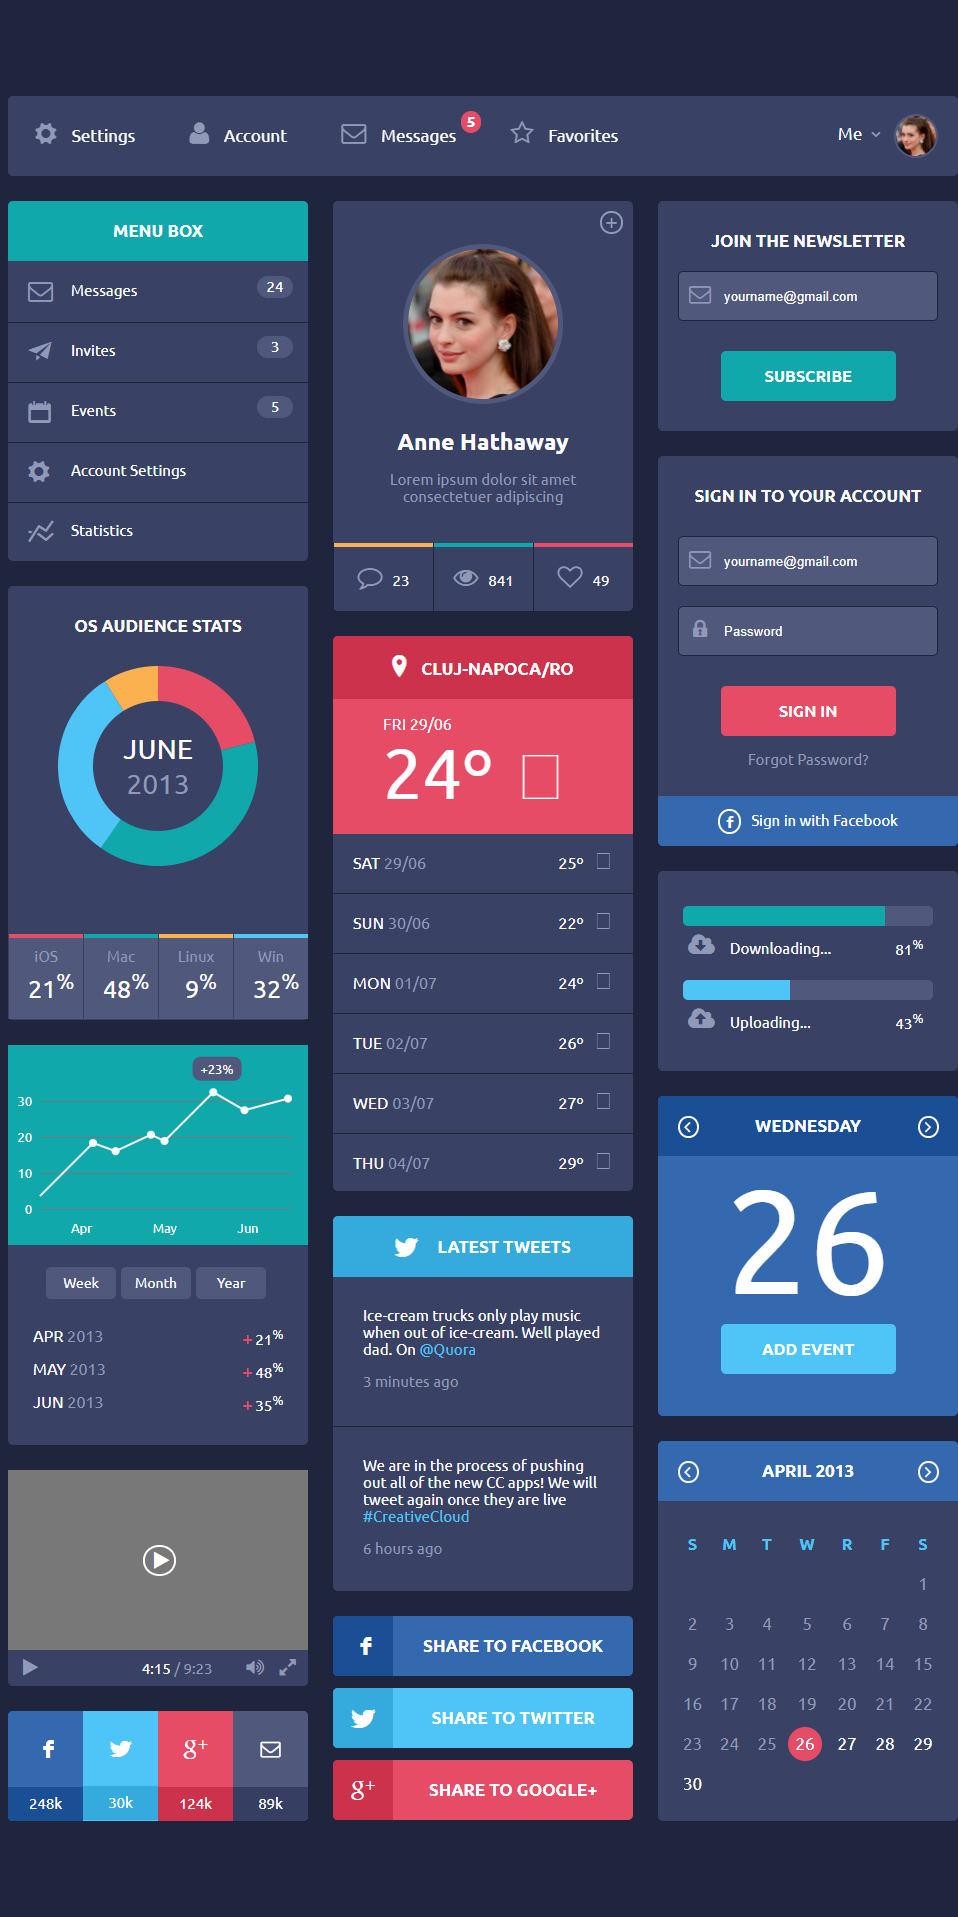 Settings
Account
Messages 5
Favorites
Me
MENU BOX
Messages 24
Invites 3
Events 5
Account Settings
Statistics
OS AUDIENCE STATS
JUNE
2013
iOS Mac Linux Win
21% 48% 9% 32%
+23%
30
20
10
0
Apr May Jun
Week Month Year
APR 2013 +21%
MAY 2013 +48%
JUN 2013 +35%
4:15 / 9:23
f g+
248k 30k 124k 89k
Anne Hathaway
Lorem ipsum dolor sit amet
consectetuer adipiscing
23 841 49
CLUJ-NAPOCA/RO
FRI 29/06
24º
SAT 29/06 25º
SUN 30/06 22º
MON 01/07 24º
TUE 02/07 26º
WED 03/07 27º
THU 04/07 29º
LATEST TWEETS
Ice-cream trucks only play music
when out of ice-cream. Well played
dad. On @Quora
3 minutes ago
We are in the process of pushing
out all of the new CC apps! We will
tweet again once they are live
#CreativeCloud
6 hours ago
f SHARE TO FACEBOOK
SHARE TO TWITTER
g+ SHARE TO GOOGLE+
JOIN THE NEWSLETTER
yourname@gmail.com
SUBSCRIBE
SIGN IN TO YOUR ACCOUNT
yourname@gmail.com
Password
SIGN IN
Forgot Password?
f Sign in with Facebook
Downloading... 81%
Uploading... 43%
WEDNESDAY
26
ADD EVENT
APRIL 2013
S M T W R F S
1
2 3 4 5 6 7 8
9 10 11 12 13 14 15
16 17 18 19 20 21 22
23 24 25 26 27 28 29
30